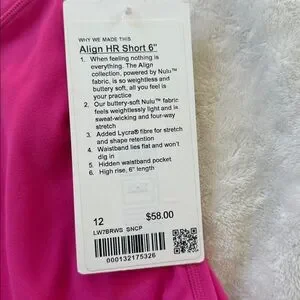 WHY WE MADE THIS
Align HR Short 6"
1. When feeling nothing is
everything. The Align
collection, powered by Nulu™
fabric, is so weightless and
buttery soft, all you feel is
your practice
2. Our buttery-soft Nulu™ fabric
feels weightlessly light and is
sweat-wicking and four-way
stretch
3. Added Lycra® fibre for stretch
and shape retention
4. Waistband lies flat and won't
dig in
5. Hidden waistband pocket
6. High rise, 6" length
12 $58.00
LW7BRWS SNCP
000132175326